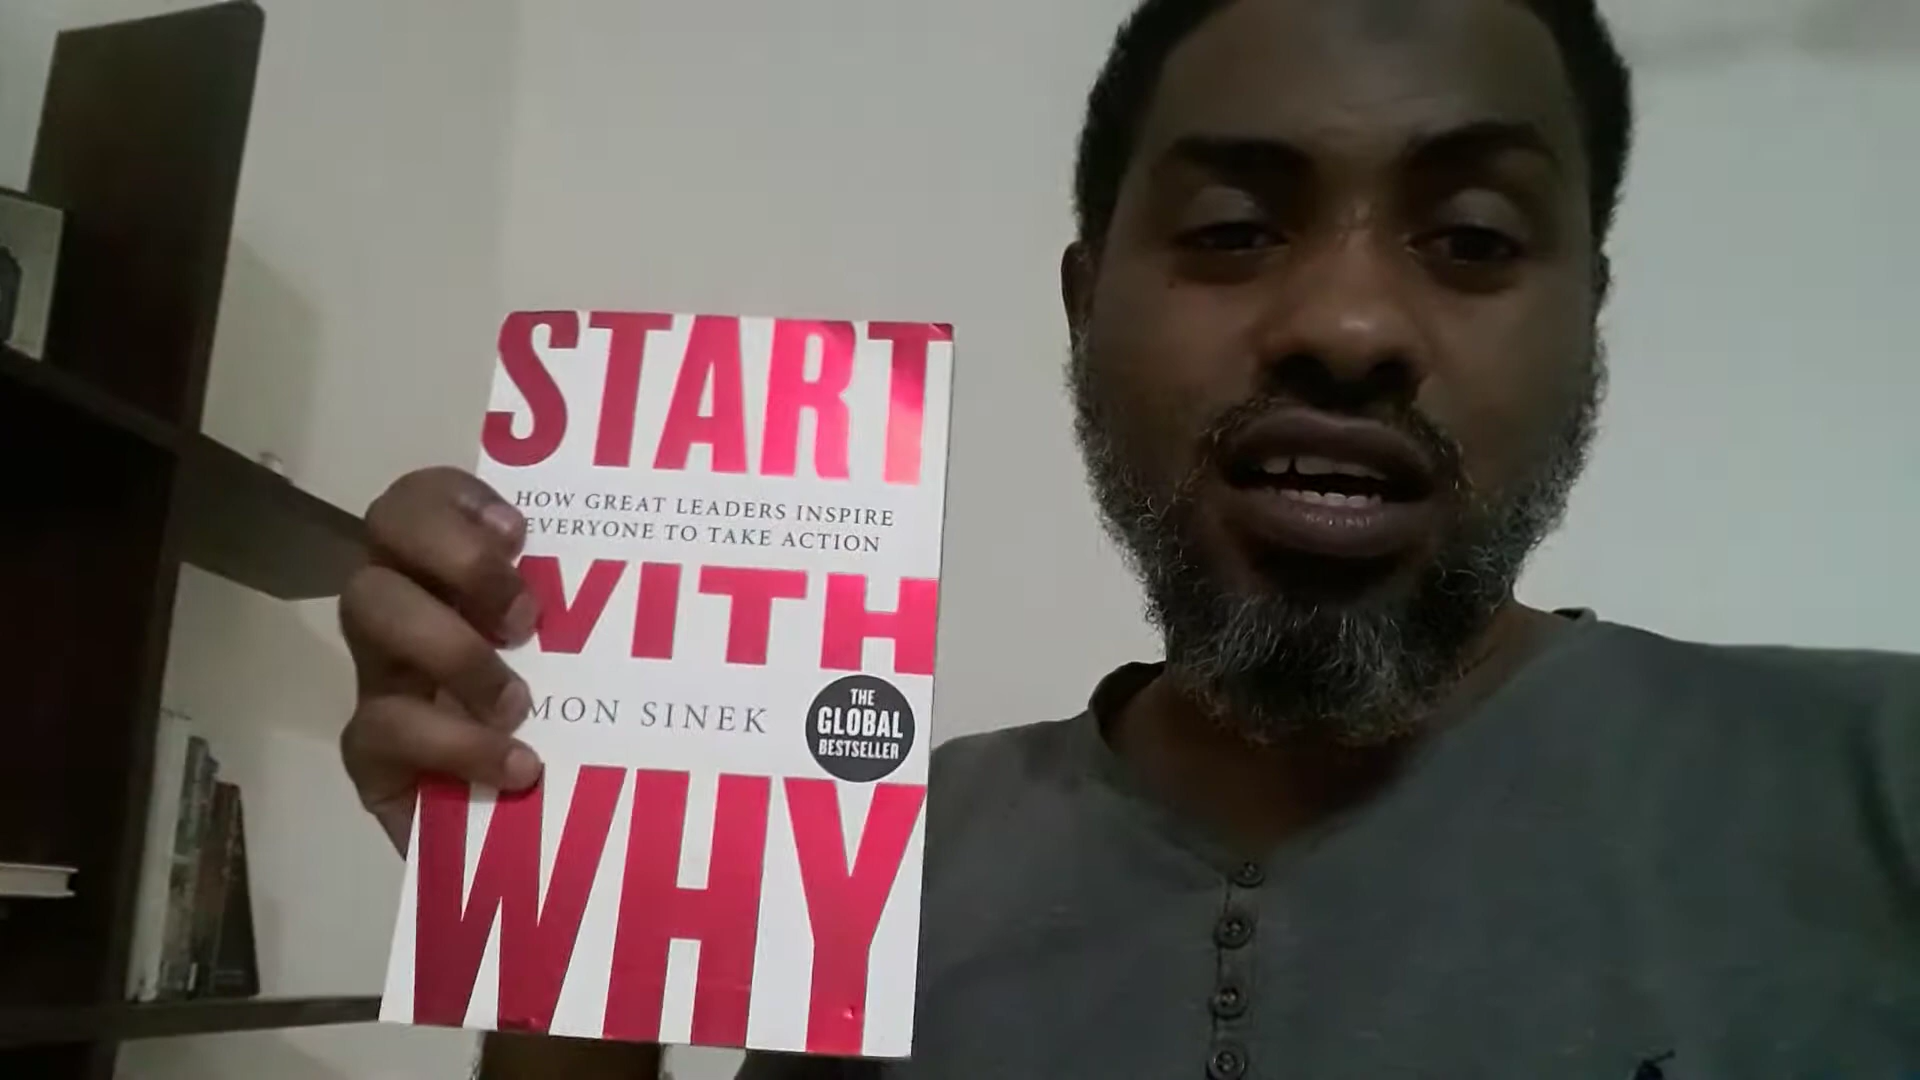 START
HOW GREAT LEADERS INSPIRE
EVERYONE TO TAKE ACTION
WITH
MON SINEK
THE
GLOBAL
BESTSELLER
WHY